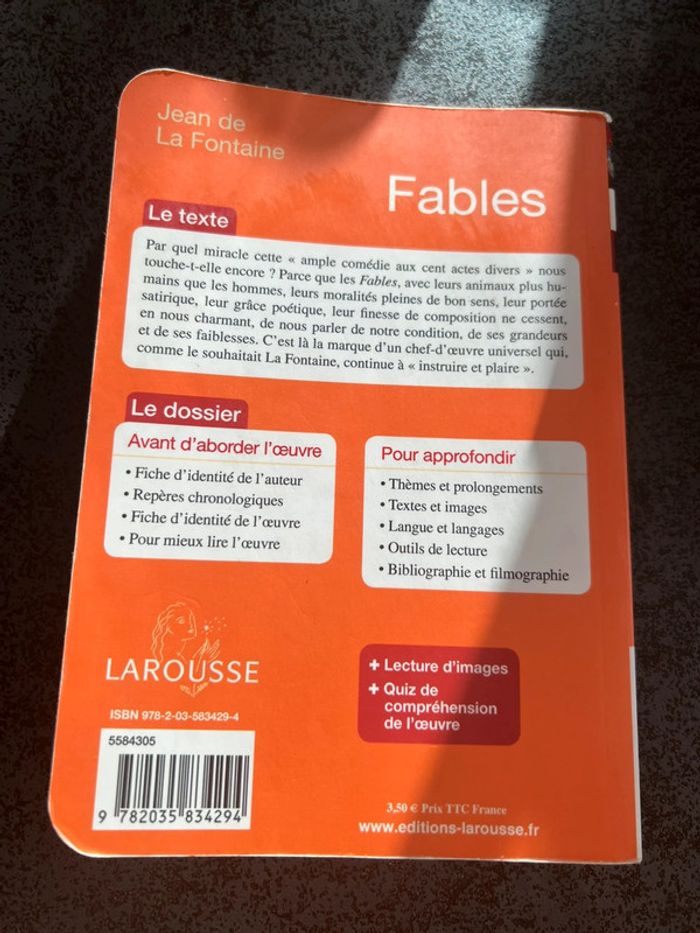 Jean de
La Fontaine
Fables
Le texte
Par quel miracle cette « ample comédie aux cent actes divers » nous
touche-t-elle encore ? Parce que les Fables, avec leurs animaux plus hu-
mains que les hommes, leurs moralités pleines de bon sens, leur portée
satirique, leur grâce poétique, leur finesse de composition ne cessent,
en nous charmant, de nous parler de notre condition, de ses grandeurs
et de ses faiblesses. C'est là la marque d'un chef-d'œuvre universel qui,
comme le souhaitait La Fontaine, continue à « instruire et plaire ».
Le dossier
Avant d'aborder l'œuvre
• Fiche d'identité de l'auteur
• Repères chronologiques
• Fiche d'identité de l'œuvre
• Pour mieux lire l'œuvre
Pour approfondir
• Thèmes et prolongements
• Textes et images
• Langue et langages
• Outils de lecture
• Bibliographie et filmographie
LAROUSSE
+ Lecture d'images
+ Quiz de
compréhension
de l'œuvre
ISBN 978-2-03-583429-4
5584305
9 782035 834294
3,50 € Prix TTC France
www.editions-larousse.fr